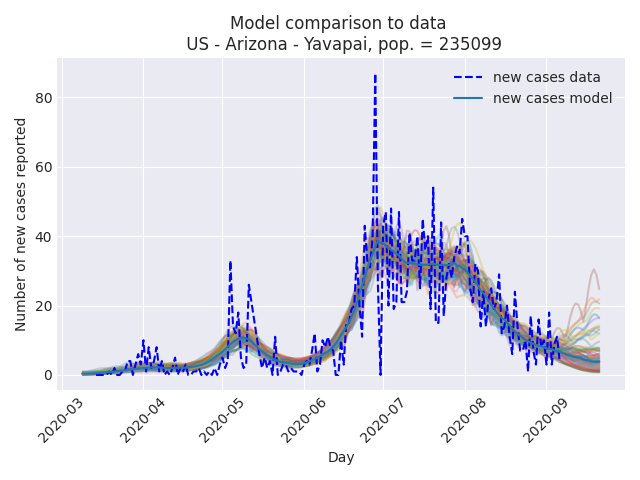 Model comparison to data
US - Arizona - Yavapai, pop. = 235099
new cases data
new cases model
Number of new cases reported
80
60
40
20
0
2020-03
2020-04
2020-05
2020-06
2020-07
2020-08
2020-09
Day